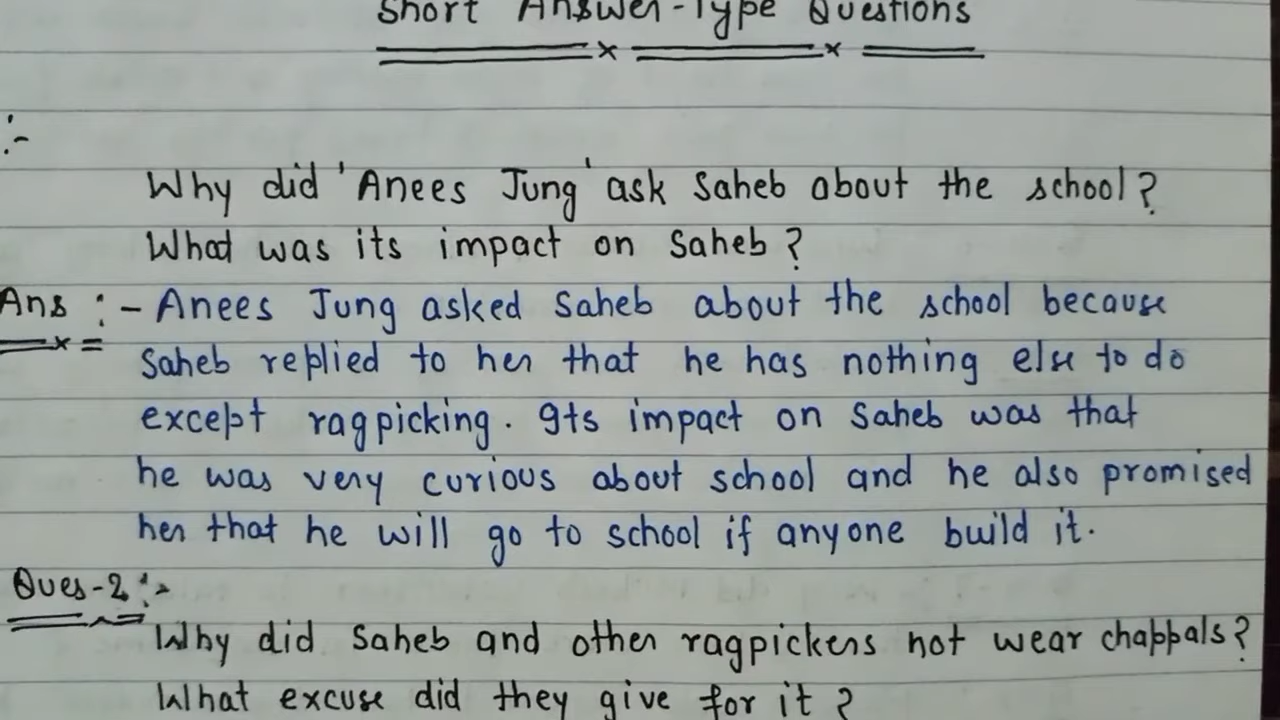 Short Answer-Type Questions
:-
Why did 'Anees Jung' ask Saheb about the school?
What was its impact on Saheb?
Ans :- Anees Jung asked Saheb about the school because
Saheb replied to her that he has nothing else to do
except ragpicking. Its impact on Saheb was that
he was very curious about school and he also promised
her that he will go to school if anyone build it.
Ques-2:-
Why did Saheb and other ragpickers not wear chappals?
What excuse did they give for it?